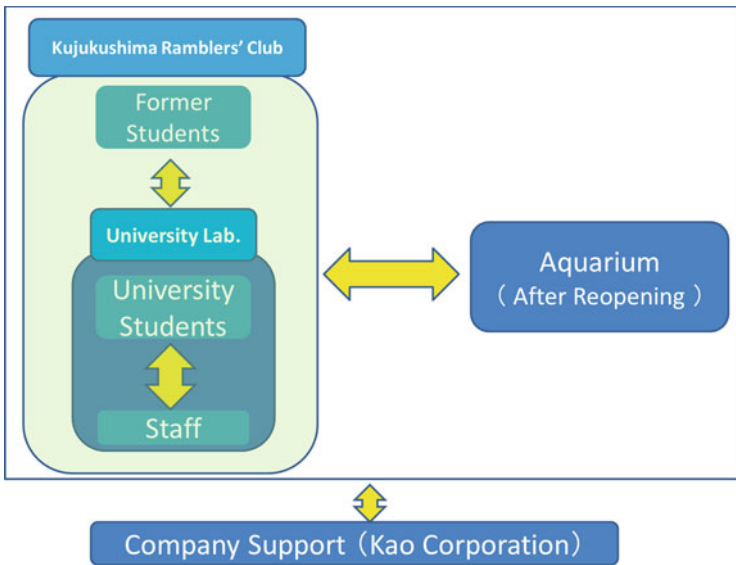 Kujukushima Ramblers’ Club
Former
Students
University Lab.
University
Students
Staff
Aquarium
( After Reopening )
Company Support（Kao Corporation）